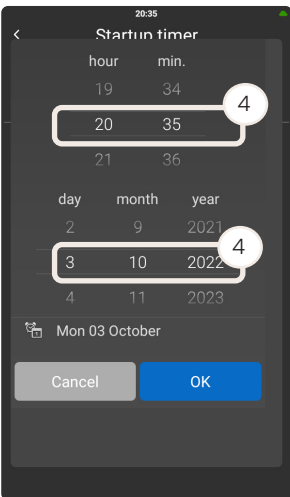 20:35
Startup timer
hour min.
19 34
4
20 35
21 36
day month year
2 9 2021
4
3 10 2022
4 11 2023
Mon 03 October
Cancel OK